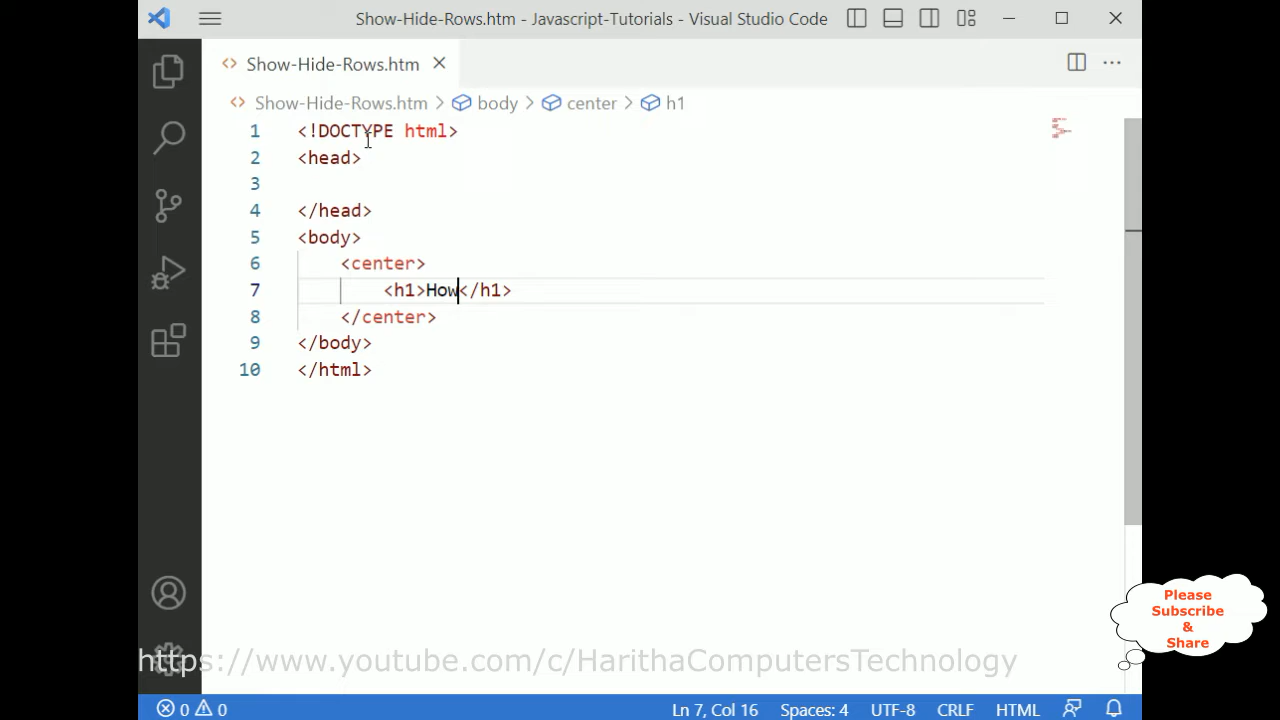 Show-Hide-Rows.htm - Javascript-Tutorials - Visual Studio Code
Show-Hide-Rows.htm
Show-Hide-Rows.htm > body > center > h1
1 <!DOCTYPE html>
2 <head>
3
4 </head>
5 <body>
6 <center>
7 <h1>How</h1>
8 </center>
9 </body>
10 </html>
Please
Subscribe
&
Share
https://www.youtube.com/c/HarithaComputersTechnology
0 0 Ln 7, Col 16 Spaces: 4 UTF-8 CRLF HTML